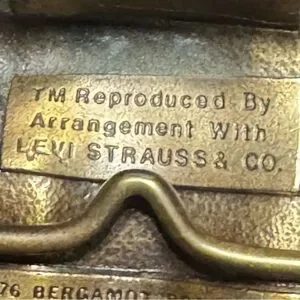 TM Reproduced By
Arrangement With
LEVI STRAUSS & CO.
76 BERGAMOT